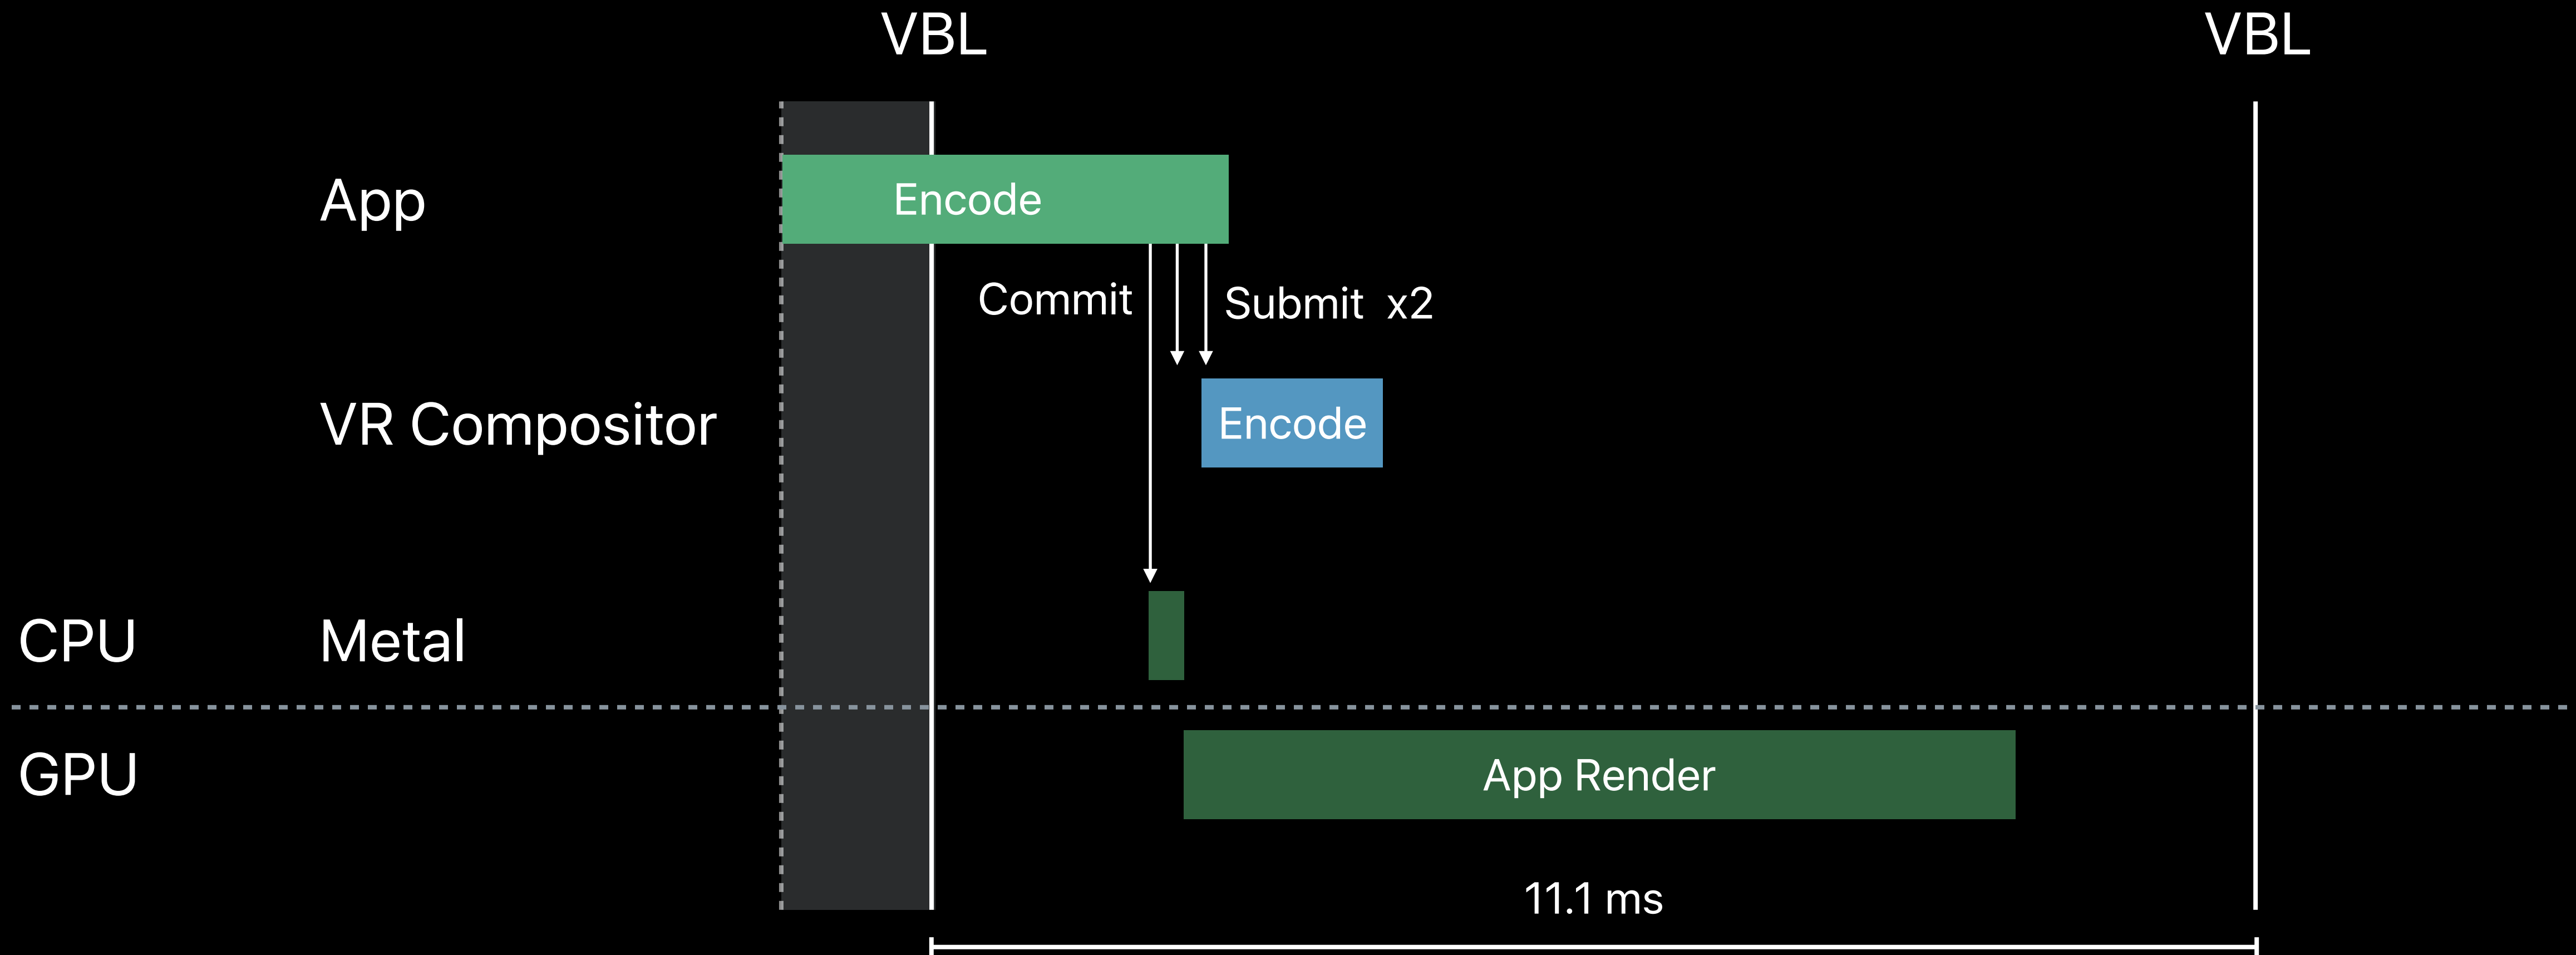 VBL
VBL
App
Encode
Commit
Submit x2
VR Compositor
Encode
CPU
Metal
GPU
App Render
11.1 ms